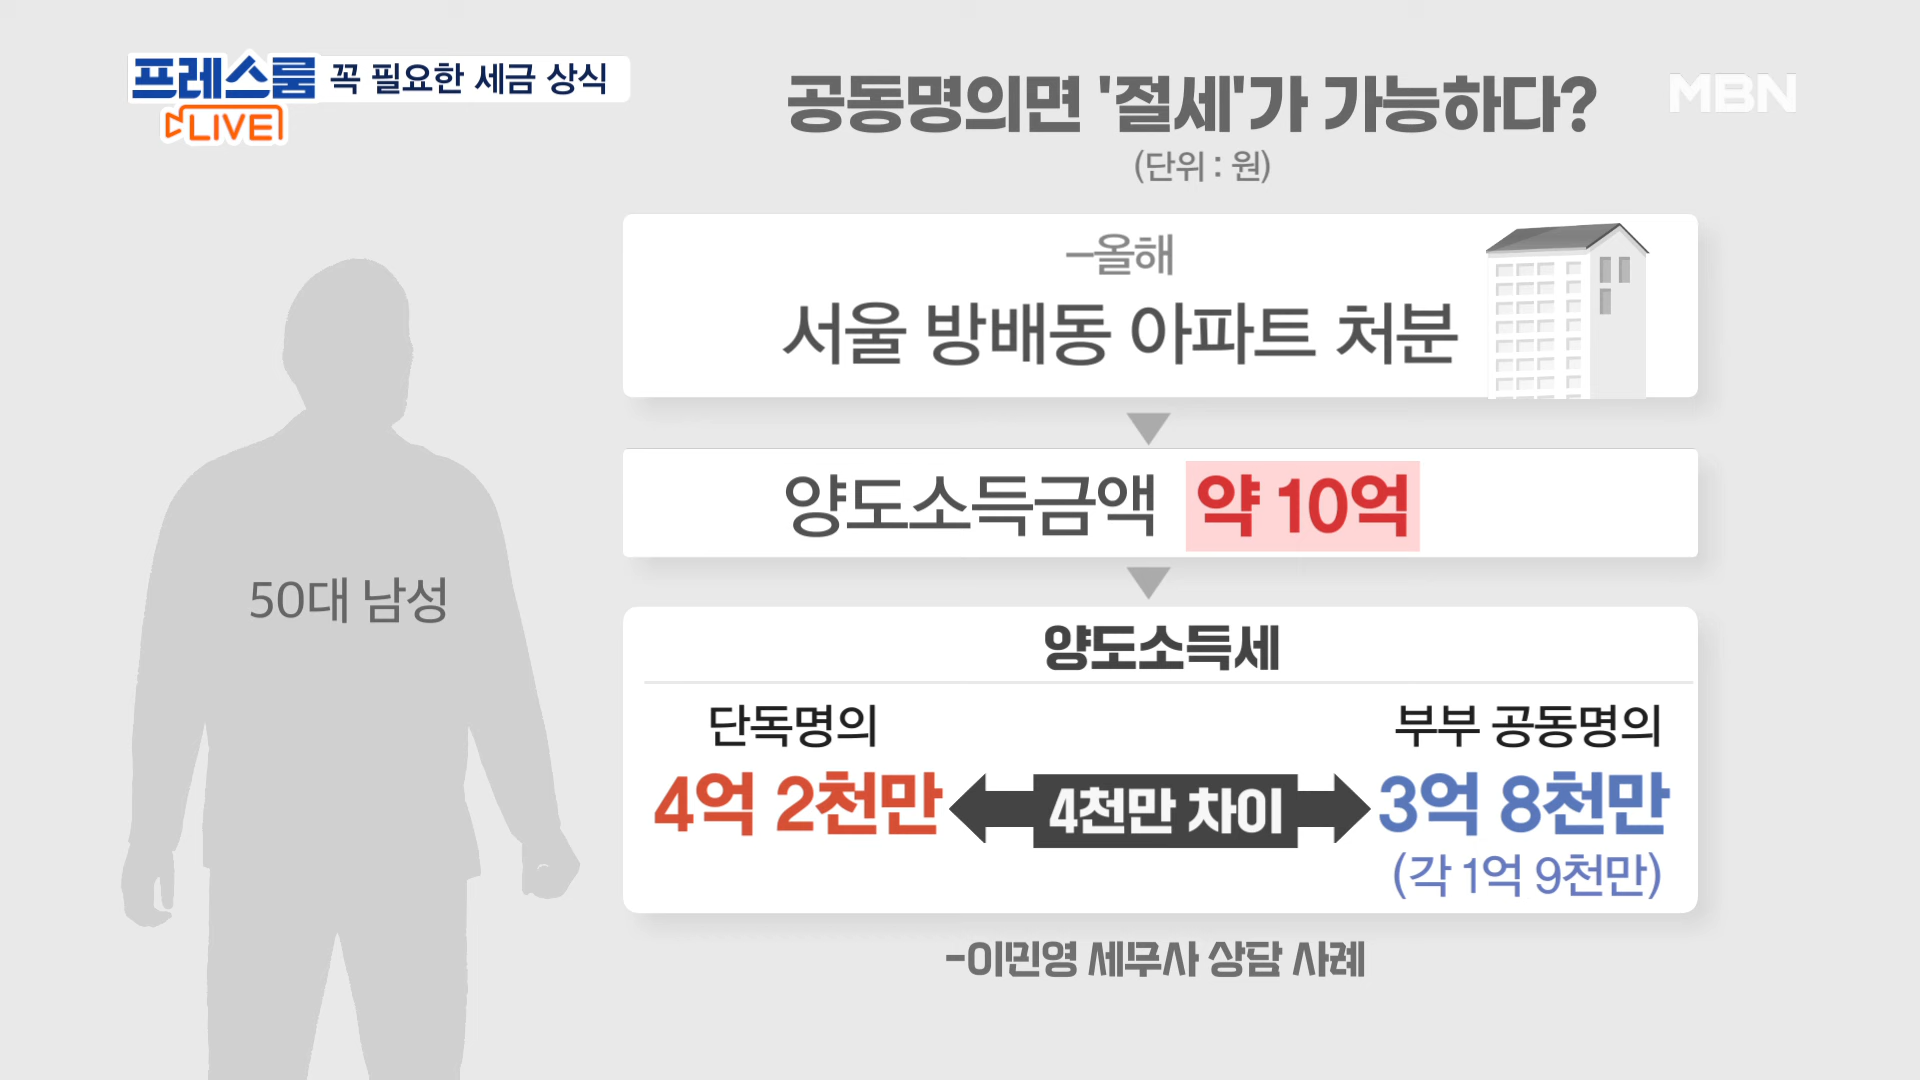 프레스룸 꼭 필요한 세금 상식
LIVE!
공동명의면 '절세'가 가능하다?
MBN
(단위 : 원)
-올해
서울 방배동 아파트 처분
양도소득금액 약 10억
50대 남성
양도소득세
단독명의
부부 공동명의
4억 2천만
4천만 차이
3억 8천만
(각 1억 9천만)
-이민영 세무사 상담 사례